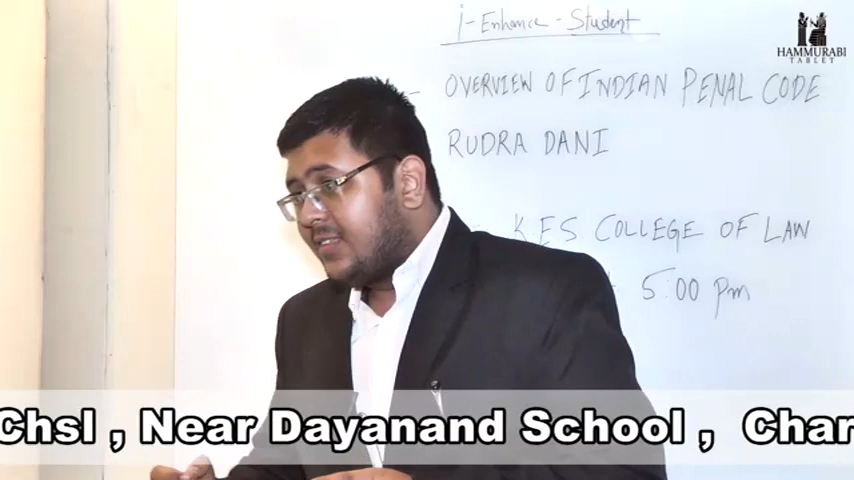 i-Enhance-Student
HAMMURABI
TABLET
OVERVIEW OF INDIAN PENAL CODE
RUDRA DANI
KES COLLEGE OF LAW
5:00 pm
Chsl , Near Dayanand School ,  Char